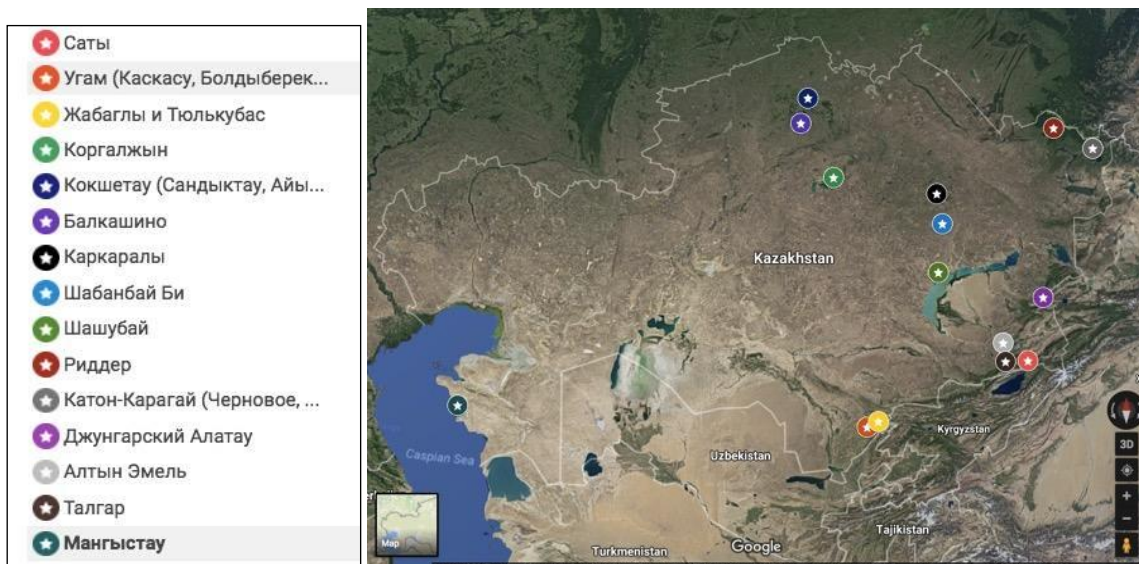 Саты
Угам (Каскасу, Болдыберек...
Жабаглы и Тюлькубас
Коргалжын
Кокшетау (Сандыктау, Айы...
Балкашино
Каркаралы
Шабанбай Би
Шашубай
Риддер
Катон-Карагай (Черновое, ...
Джунгарский Алатау
Алтын Эмель
Талгар
Мангыстау
Kazakhstan
Caspian Sea
Uzbekistan
Kyrgyzstan
Turkmenistan
Tajikistan
Map
Google
3D
+
−